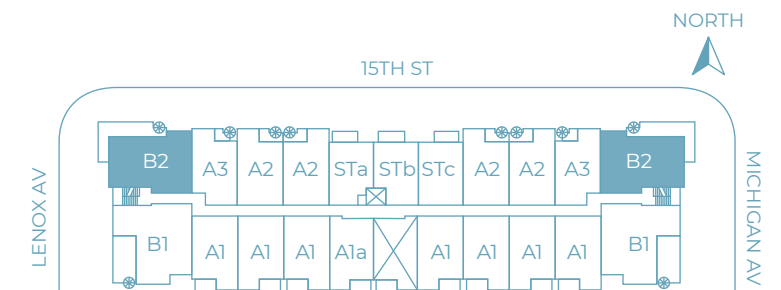 NORTH
15TH ST
LENOX AV
MICHIGAN AV
B2 A3 A2 A2 STa STb STc A2 A2 A3 B2
B1 A1 A1 A1 A1a A1 A1 A1 A1 B1